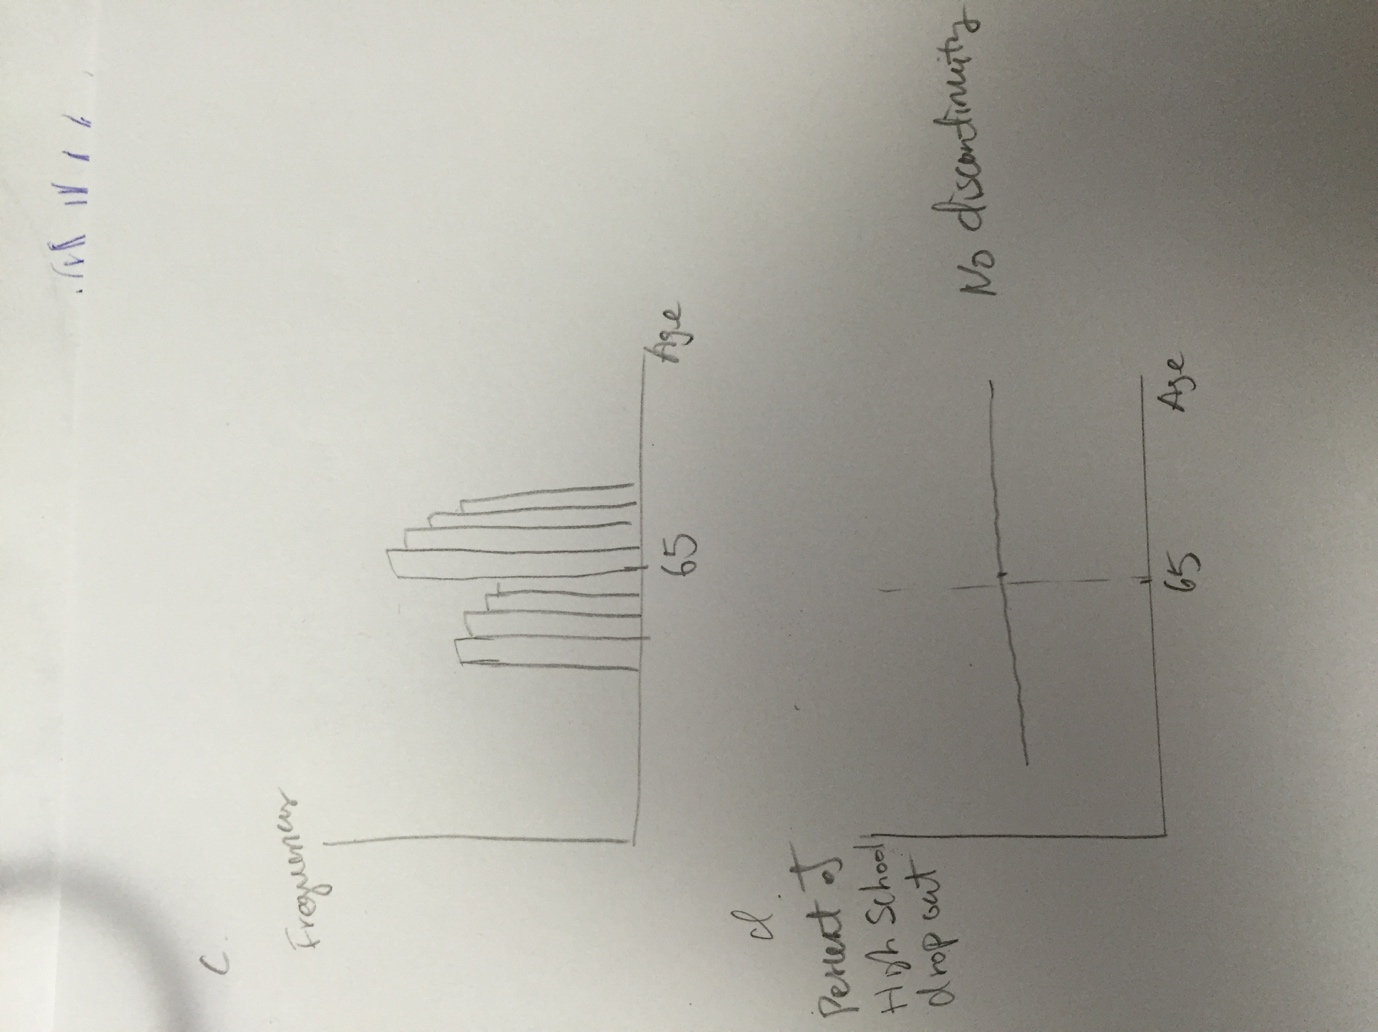 C.
Frequency
65
Age
d.
Percent of
High School
drop out
No discontinuity
65
Age